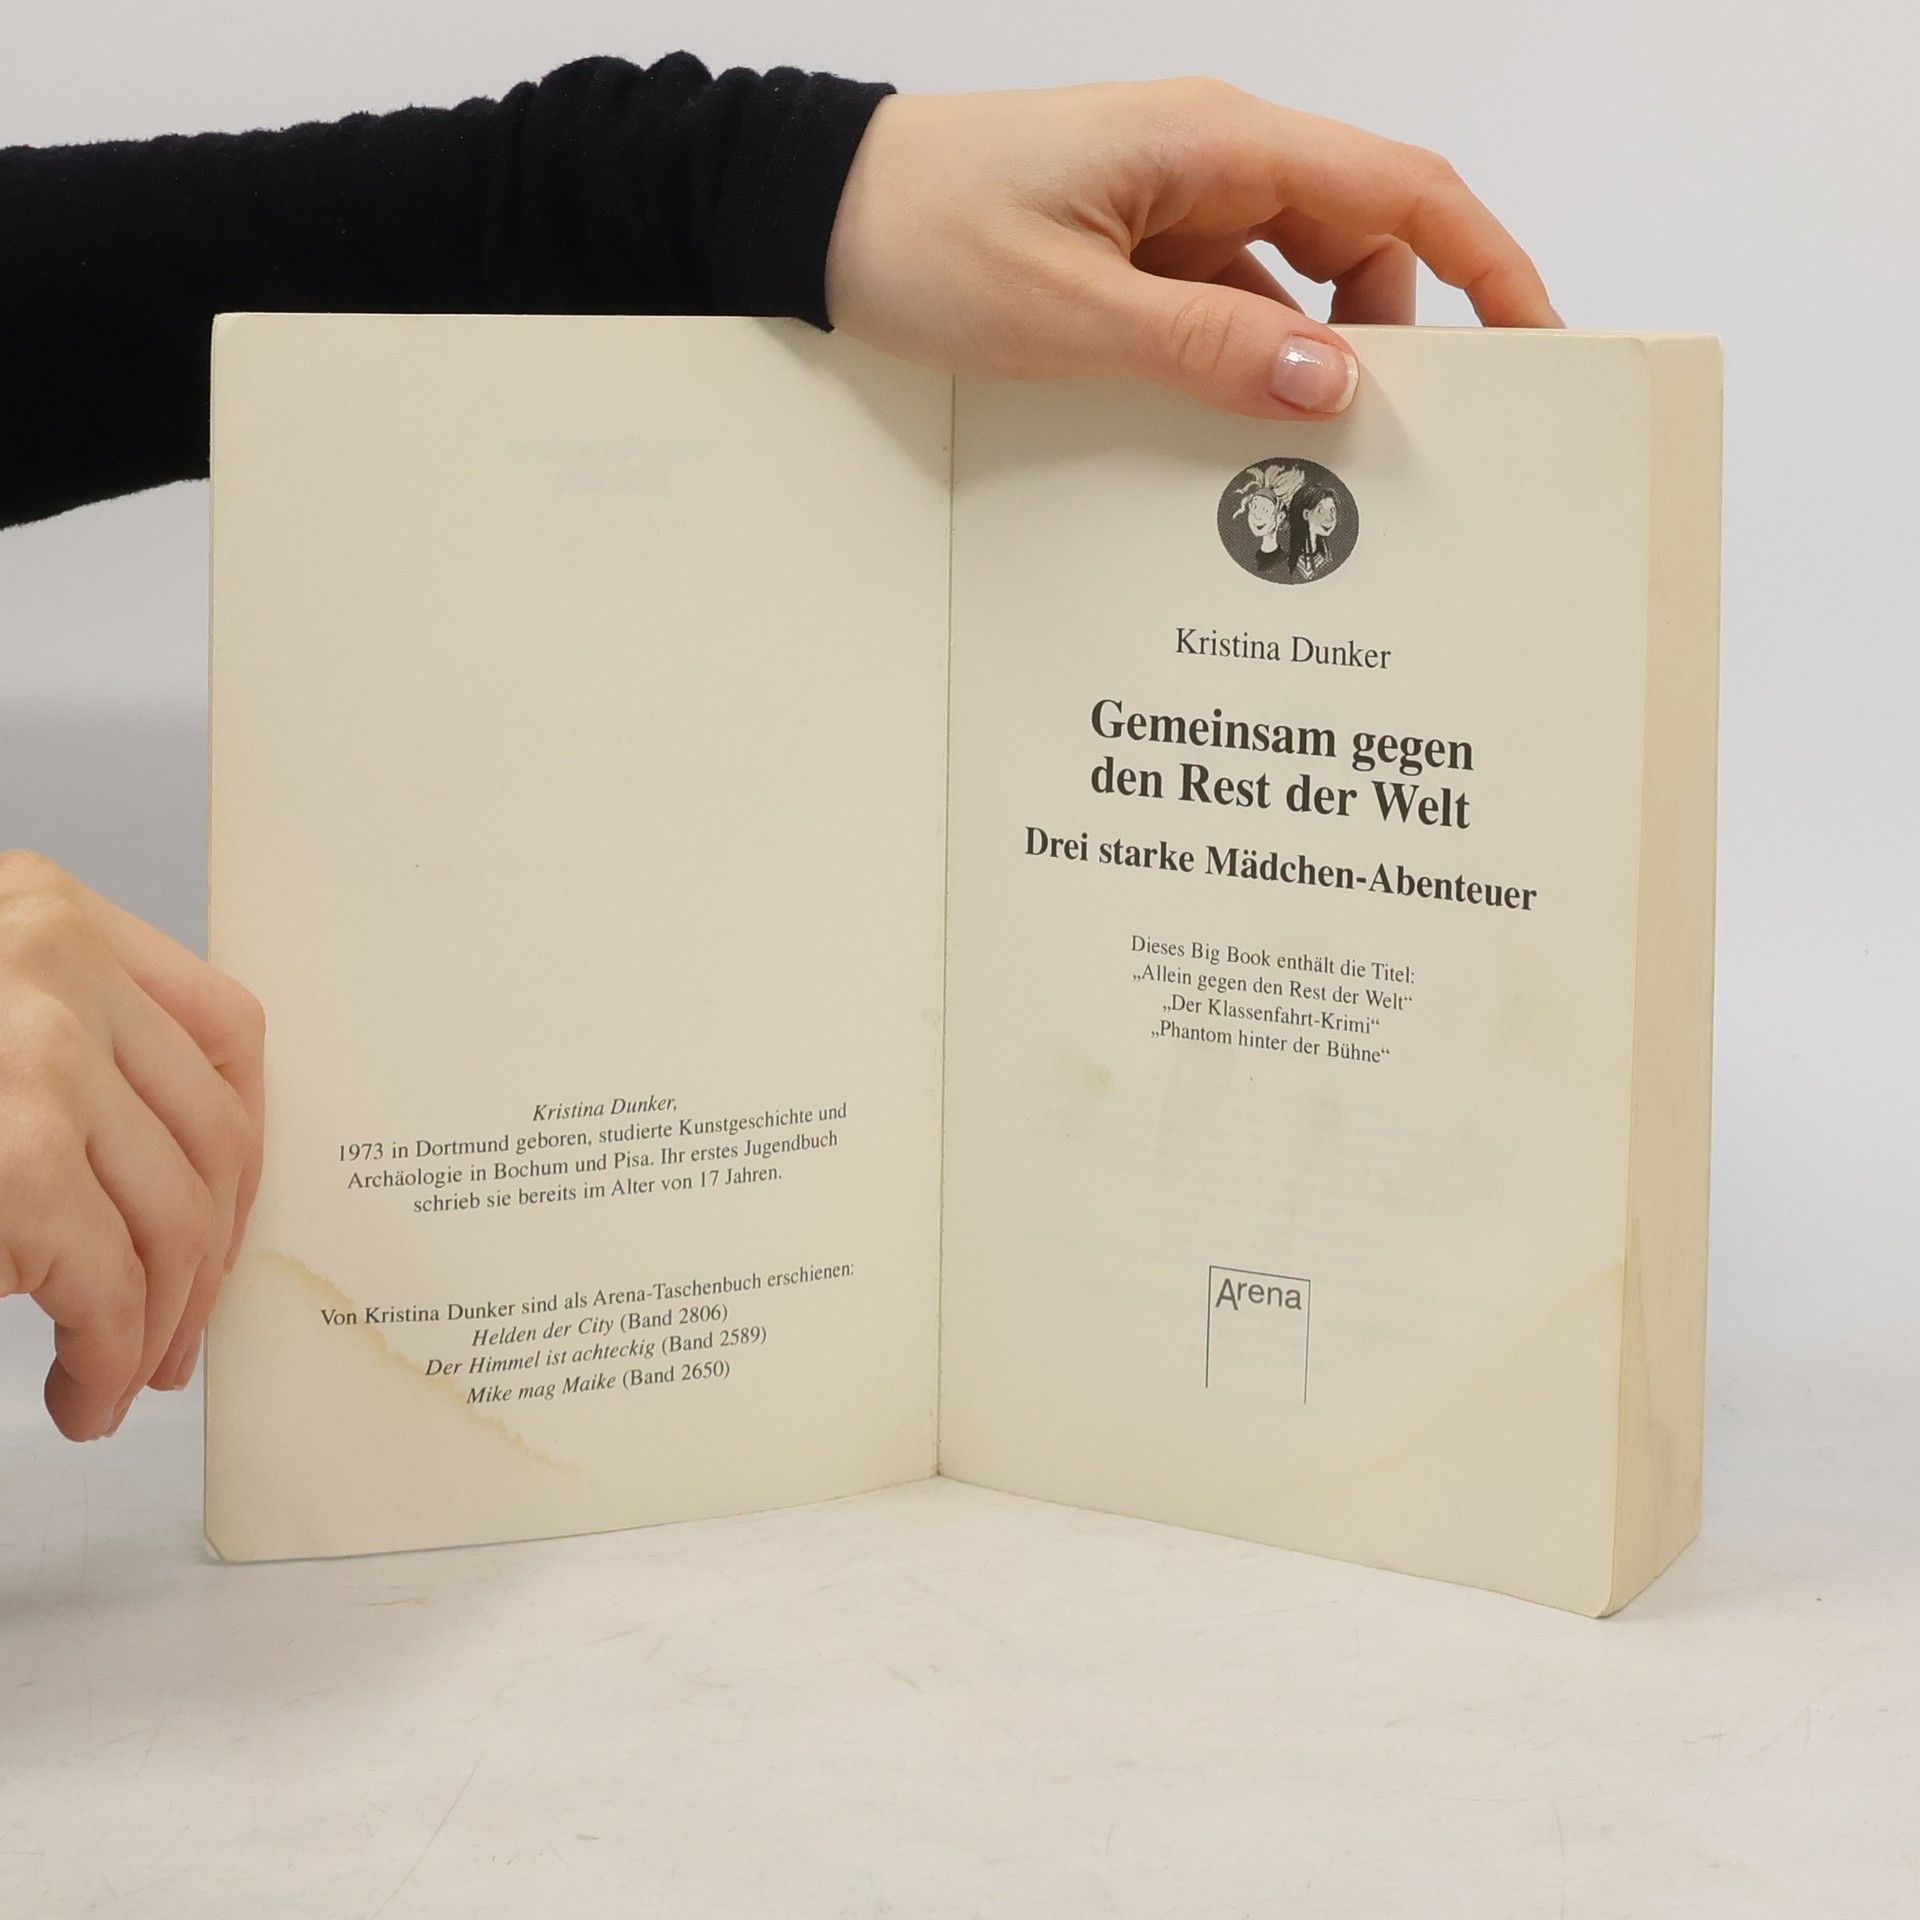 Kristina Dunker,
1973 in Dortmund geboren, studierte Kunstgeschichte und
Archäologie in Bochum und Pisa. Ihr erstes Jugendbuch
schrieb sie bereits im Alter von 17 Jahren.
Von Kristina Dunker sind als Arena-Taschenbuch erschienen:
Helden der City (Band 2806)
Der Himmel ist achteckig (Band 2589)
Mike mag Maike (Band 2650)
Kristina Dunker
Gemeinsam gegen
den Rest der Welt
Drei starke Mädchen-Abenteuer
Dieses Big Book enthält die Titel:
„Allein gegen den Rest der Welt“
„Der Klassenfahrt-Krimi“
„Phantom hinter der Bühne“
Arena